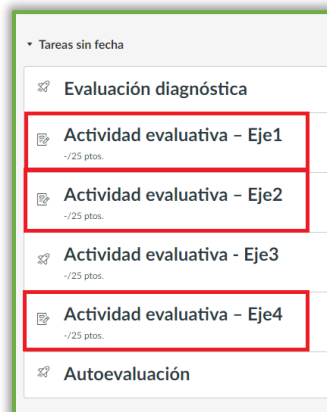 Tareas sin fecha
Evaluación diagnóstica
Actividad evaluativa – Eje1
-/25 ptos.
Actividad evaluativa – Eje2
-/25 ptos.
Actividad evaluativa - Eje3
-/25 ptos.
Actividad evaluativa – Eje4
-/25 ptos.
Autoevaluación